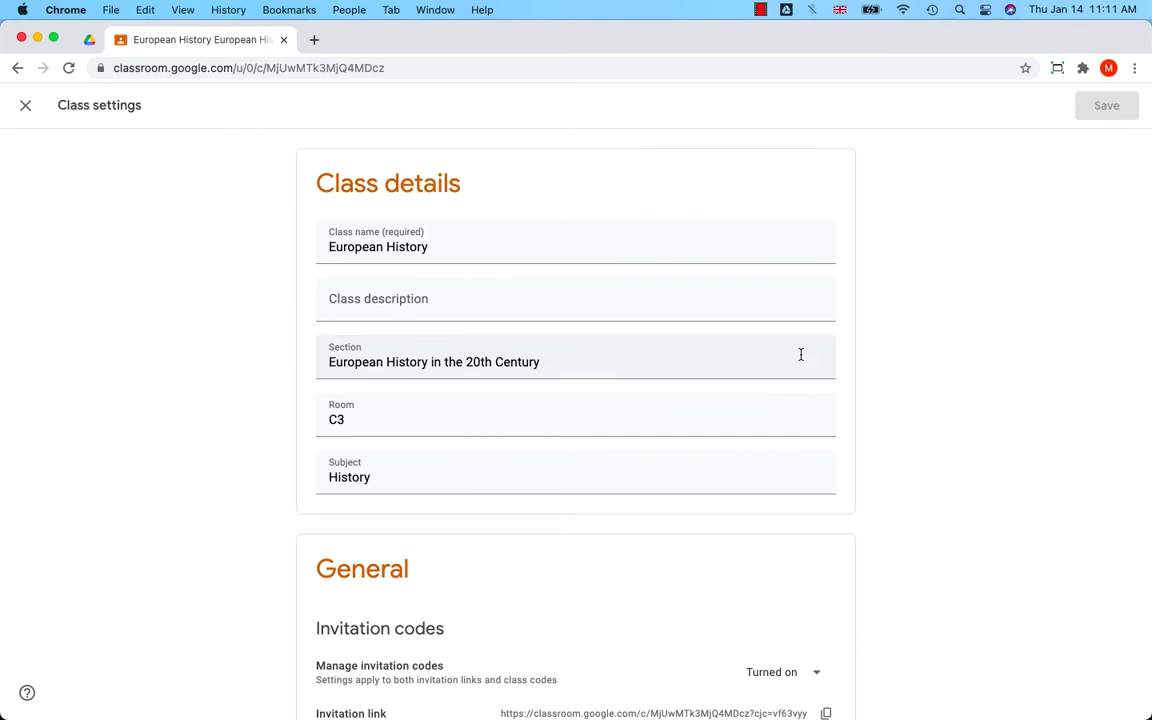 Chrome File Edit View History Bookmarks People Tab Window Help Thu Jan 14 11:11 AM
European History European His
classroom.google.com/u/0/c/MjUwMTk3MjQ4MDcz M
Class settings Save
Class details
Class name (required)
European History
Class description
Section
European History in the 20th Century
Room
C3
Subject
History
General
Invitation codes
Manage invitation codes
Settings apply to both invitation links and class codes
Turned on
Invitation link https://classroom.google.com/c/MjUwMTk3MjQ4MDcz?cjc=vf63vyy